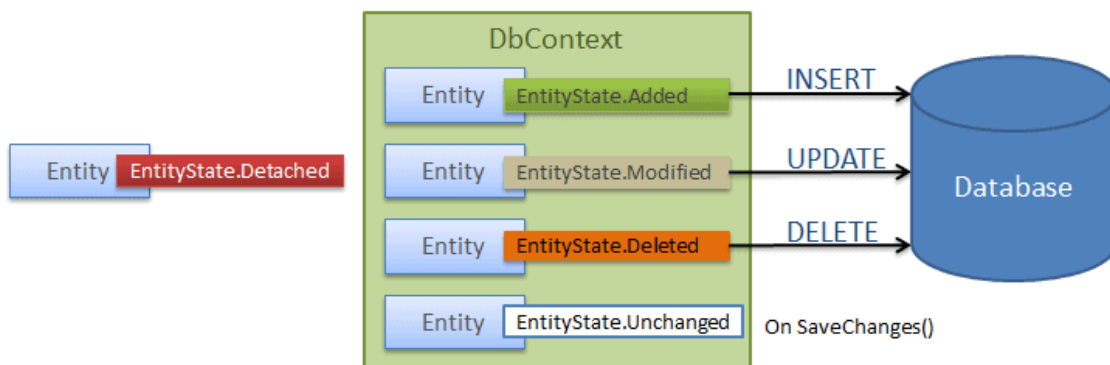 DbContext
Entity EntityState.Added
INSERT
Entity EntityState.Detached
Entity EntityState.Modified
UPDATE
Database
Entity EntityState.Deleted
DELETE
Entity EntityState.Unchanged
On SaveChanges()